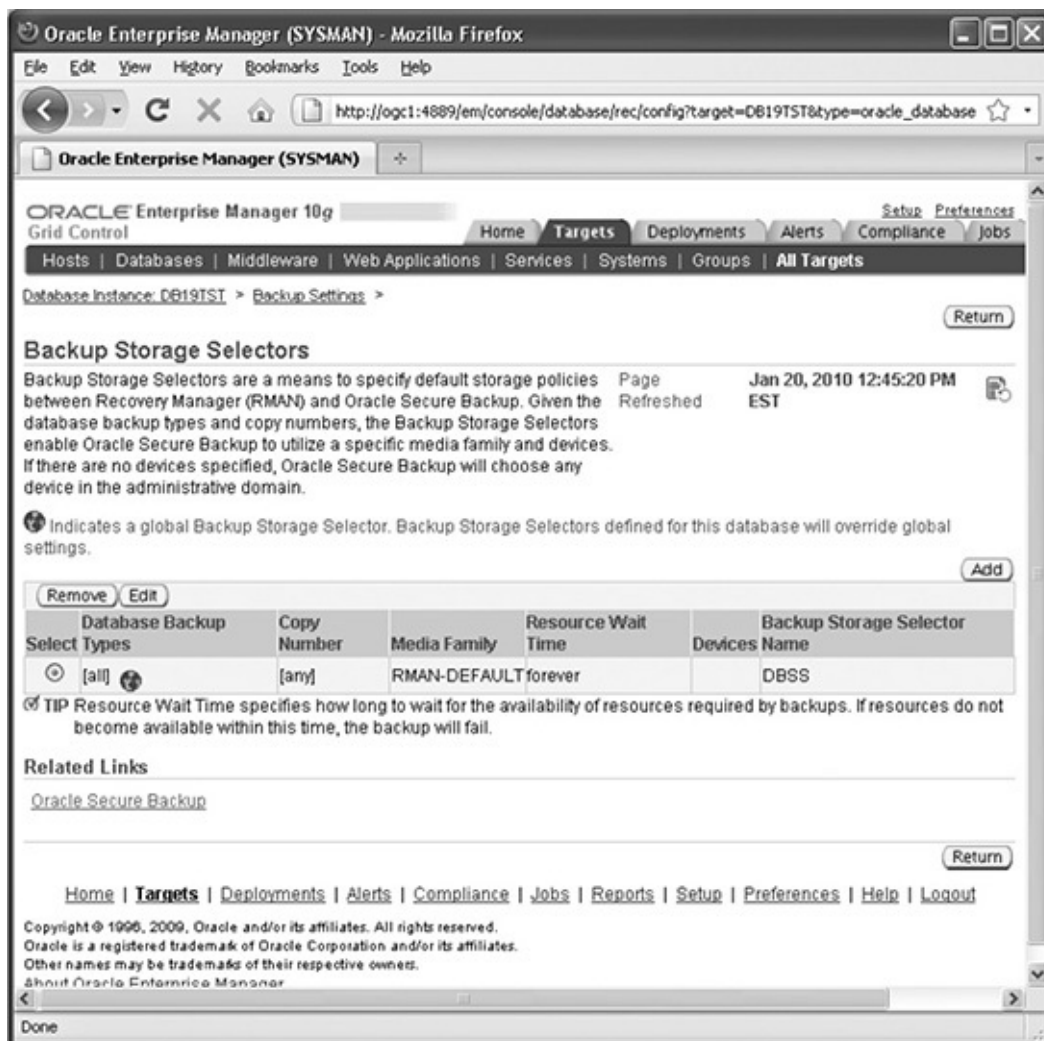 Oracle Enterprise Manager (SYSMAN) - Mozilla Firefox
File Edit View History Bookmarks Tools Help
http://ogc1:4889/em/console/database/rec/config?target=DB19TST&type=oracle_database
Oracle Enterprise Manager (SYSMAN)
ORACLE Enterprise Manager 10g
Grid Control
Setup Preferences
Home Targets Deployments Alerts Compliance Jobs
Hosts | Databases | Middleware | Web Applications | Services | Systems | Groups | All Targets
Database Instance: DB19TST > Backup Settings >
Return
Backup Storage Selectors
Backup Storage Selectors are a means to specify default storage policies
between Recovery Manager (RMAN) and Oracle Secure Backup. Given the
database backup types and copy numbers, the Backup Storage Selectors
enable Oracle Secure Backup to utilize a specific media family and devices.
If there are no devices specified, Oracle Secure Backup will choose any
device in the administrative domain.
Page Refreshed
Jan 20, 2010 12:45:20 PM EST
Indicates a global Backup Storage Selector. Backup Storage Selectors defined for this database will override global
settings.
Add
Remove Edit
Select Database Backup Types Copy Number Media Family Resource Wait Time Devices Backup Storage Selector Name
[all] [any] RMAN-DEFAULT forever DBSS
TIP Resource Wait Time specifies how long to wait for the availability of resources required by backups. If resources do not
become available within this time, the backup will fail.
Related Links
Oracle Secure Backup
Return
Home | Targets | Deployments | Alerts | Compliance | Jobs | Reports | Setup | Preferences | Help | Logout
Copyright © 1996, 2009, Oracle and/or its affiliates. All rights reserved.
Oracle is a registered trademark of Oracle Corporation and/or its affiliates.
Other names may be trademarks of their respective owners.
About Oracle Enterprise Manager
Done